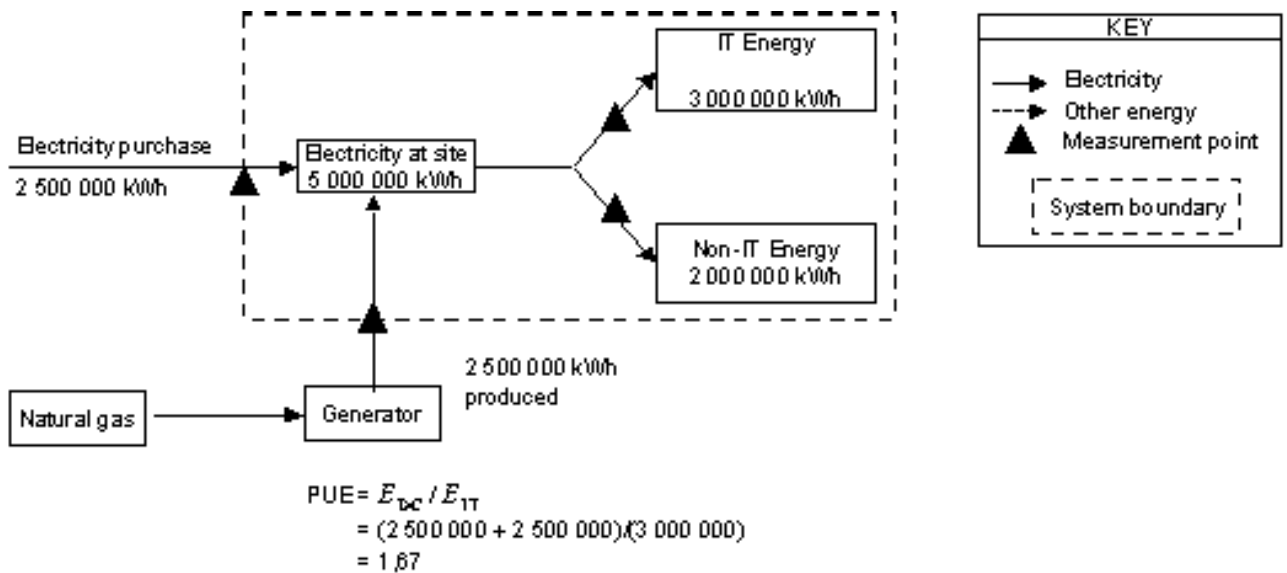 IT Energy
3 000 000 kWh
Electricity purchase
2 500 000 kWh
Electricity at site
5 000 000 kWh
Non-IT Energy
2 000 000 kWh
2 500 000 kWh
produced
Natural gas
Generator
PUE = E_DC / E_IT
= (2 500 000 + 2 500 000)/(3 000 000)
= 1,67
KEY
Electricity
Other energy
Measurement point
System boundary